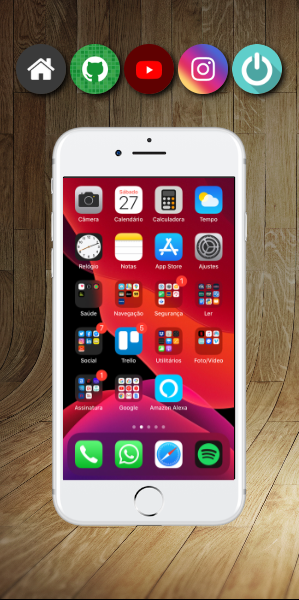 Sábado
27
Câmera Calendário Calculadora Tempo
Relógio Notas App Store Ajustes
1
Saúde Navegação Segurança Ler
7 5
Social Trello Utilitários Foto/Vídeo
1
Assinatura Google Amazon Alexa